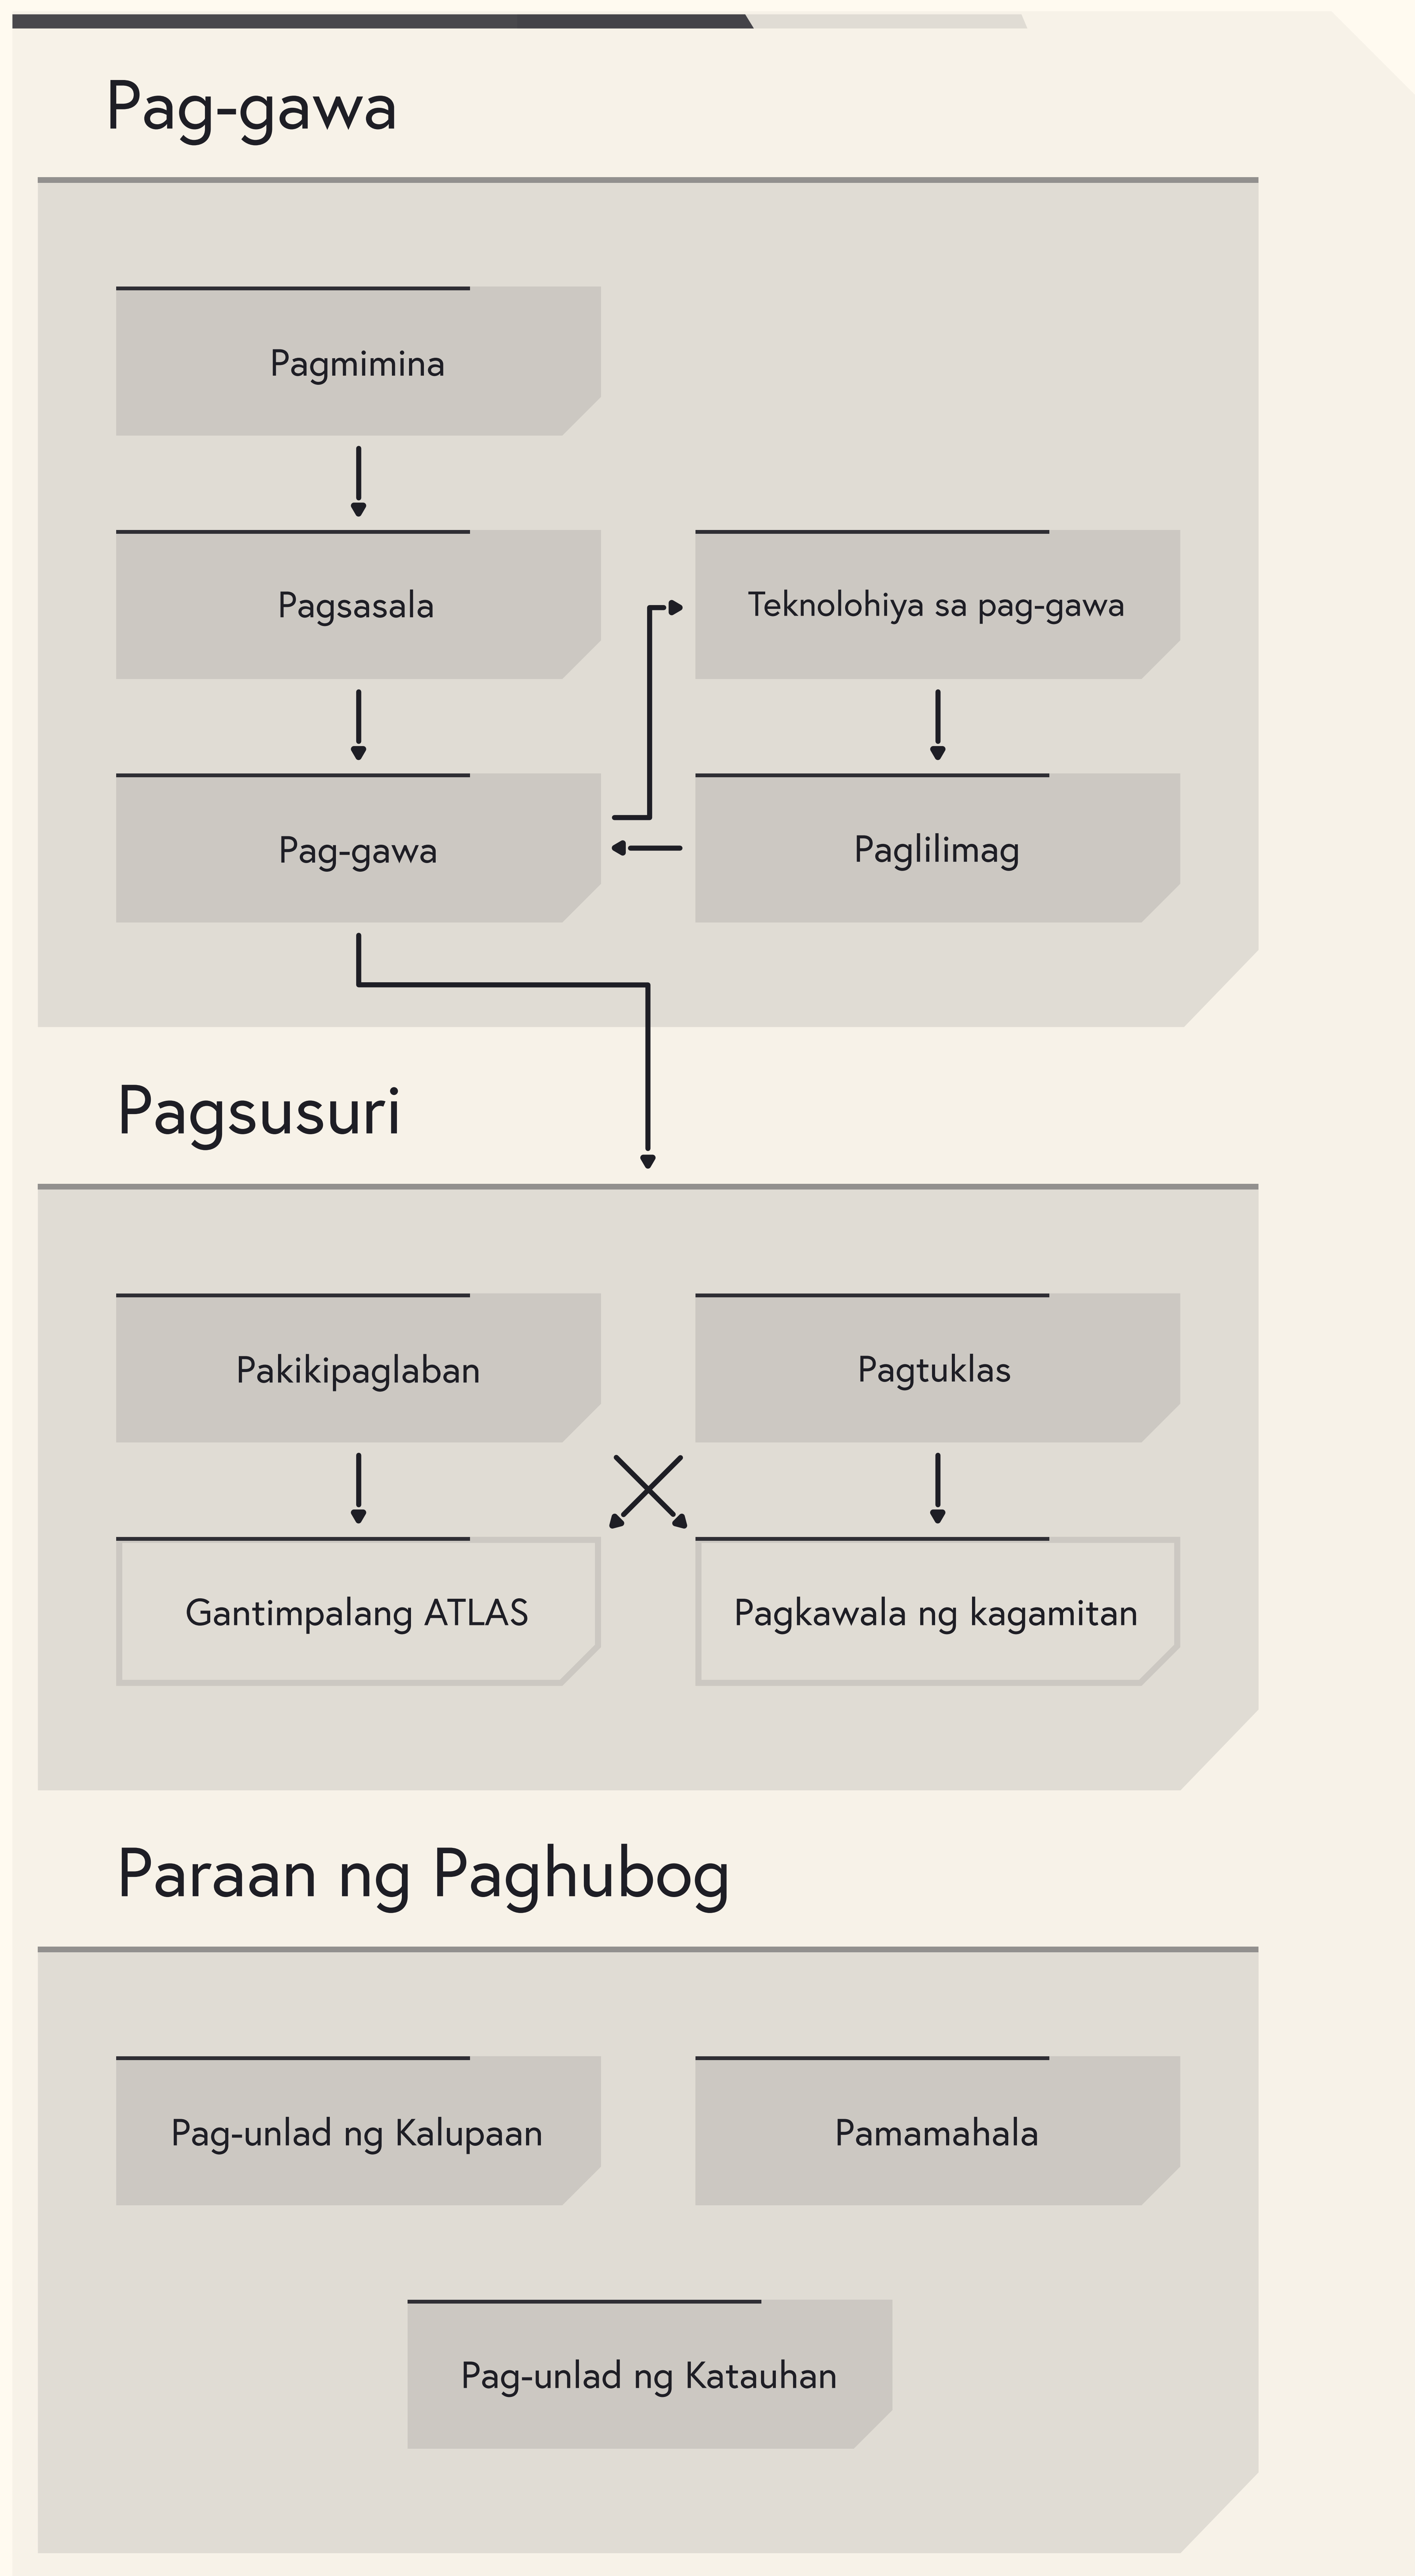 Pag-gawa
Pagmimina
Pagsasala
Teknolohiya sa pag-gawa
Pag-gawa
Paglilimag
Pagsusuri
Pakikipaglaban
Pagtuklas
Gantimpalang ATLAS
Pagkawala ng kagamitan
Paraan ng Paghubog
Pag-unlad ng Kalupaan
Pamamahala
Pag-unlad ng Katauhan